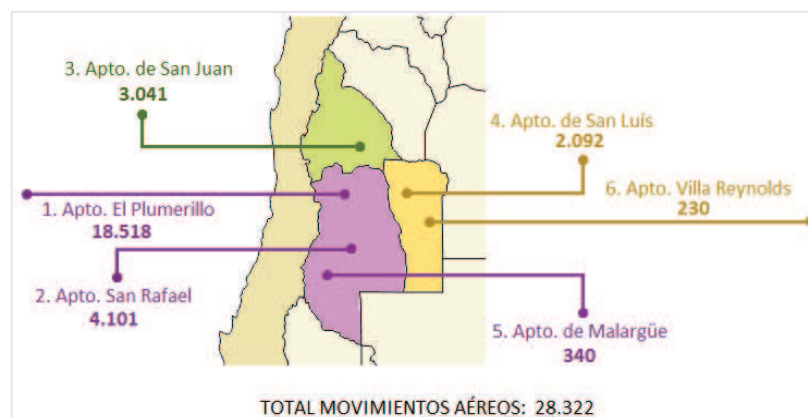 3. Apto. de San Juan
3.041
4. Apto. de San Luís
2.092
1. Apto. El Plumerillo
18.518
6. Apto. Villa Reynolds
230
2. Apto. San Rafael
4.101
5. Apto. de Malargüe
340
TOTAL MOVIMIENTOS AÉREOS: 28.322